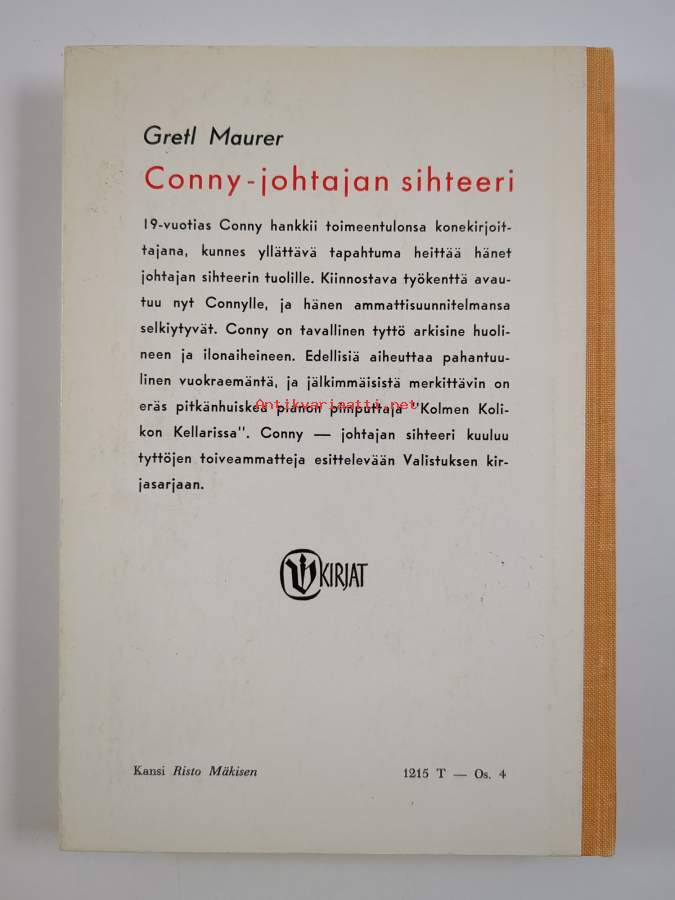 Gretl Maurer
Conny - johtajan sihteeri
19-vuotias Conny hankkii toimeentulonsa konekirjoit-
tajana, kunnes yllättävä tapahtuma heittää hänet
johtajan sihteerin tuolille. Kiinnostava työkenttä avau-
tuu nyt Connylle, ja hänen ammattisuunnitelmansa
selkiytyvät. Conny on tavallinen tyttö arkisine huoli-
neen ja ilonaiheineen. Edellisiä aiheuttaa pahantuu-
linen vuokraemäntä, ja jälkimmäisistä merkittävin on
eräs pitkänhuiskea pianon pimputtaja "Kolmen Koli-
Antikvariaatti.net
kon Kellarissa". Conny — johtajan sihteeri kuuluu
tyttöjen toiveammatteja esittelevään Valistuksen kir-
jasarjaan.
V KIRJAT
Kansi Risto Mäkisen
1215 T — Os. 4